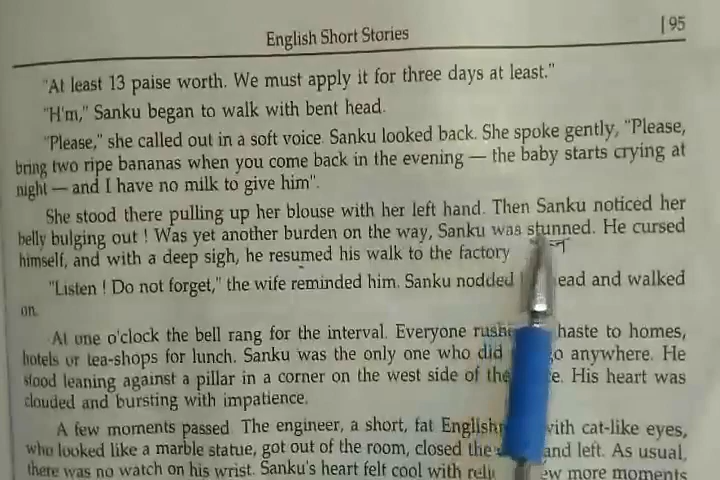 English Short Stories
| 95
"At least 13 paise worth. We must apply it for three days at least."
"H'm," Sanku began to walk with bent head.
"Please," she called out in a soft voice. Sanku looked back. She spoke gently, "Please,
bring two ripe bananas when you come back in the evening — the baby starts crying at
night — and I have no milk to give him".
She stood there pulling up her blouse with her left hand. Then Sanku noticed her
belly bulging out ! Was yet another burden on the way, Sanku was stunned. He cursed
himself, and with a deep sigh, he resumed his walk to the factory
"Listen ! Do not forget," the wife reminded him. Sanku nodded and walked
on.
At one o'clock the bell rang for the interval. Everyone haste to homes,
hotels or tea-shops for lunch. Sanku was the only one who did anywhere. He
stood leaning against a pillar in a corner on the west side of the His heart was
clouded and bursting with impatience.
A few moments passed. The engineer, a short, fat with cat-like eyes,
who looked like a marble statue, got out of the room, closed the and left. As usual,
there was no watch on his wrist. Sanku's heart felt cool with more moments